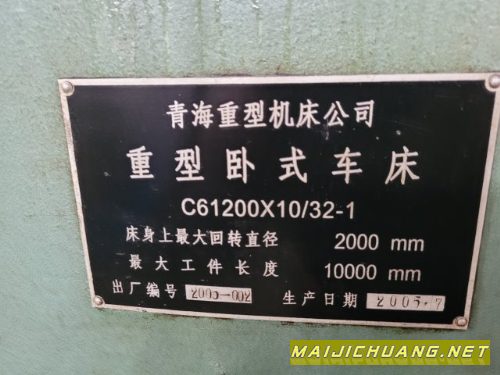 青海重型机床公司
重型卧式车床
C61200X10/32-1
床身上最大回转直径 2000 mm
最大工件长度 10000 mm
出厂编号 2005-002 生产日期 2005.7
MAIJICHUANG.NET